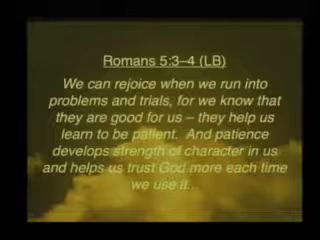 Romans 5:3–4 (LB)
We can rejoice when we run into
problems and trials, for we know that
they are good for us – they help us
learn to be patient.  And patience
develops strength of character in us
and helps us trust God more each time
we use it...